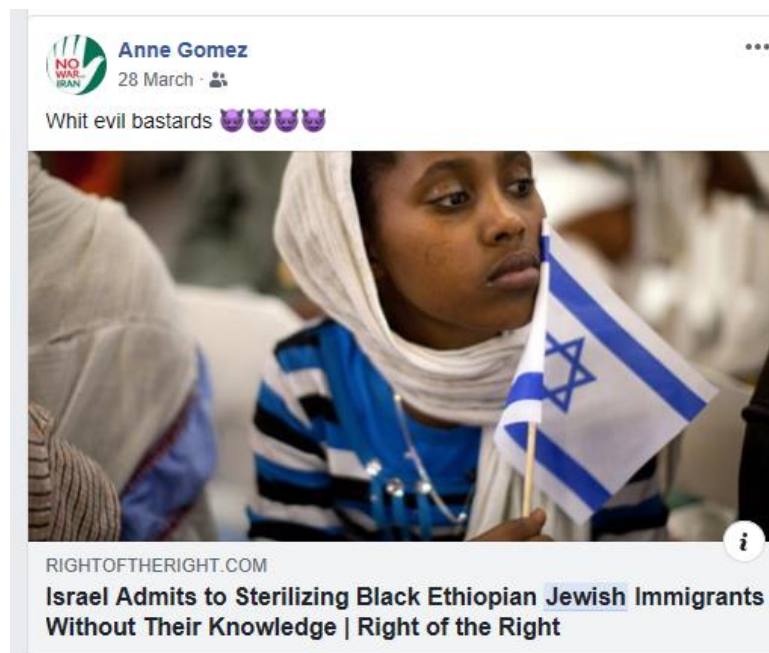 Anne Gomez
28 March ·
Whit evil bastards 😈😈😈😈
NO
WAR ON
IRAN
RIGHTOFTHERIGHT.COM
Israel Admits to Sterilizing Black Ethiopian Jewish Immigrants
Without Their Knowledge | Right of the Right